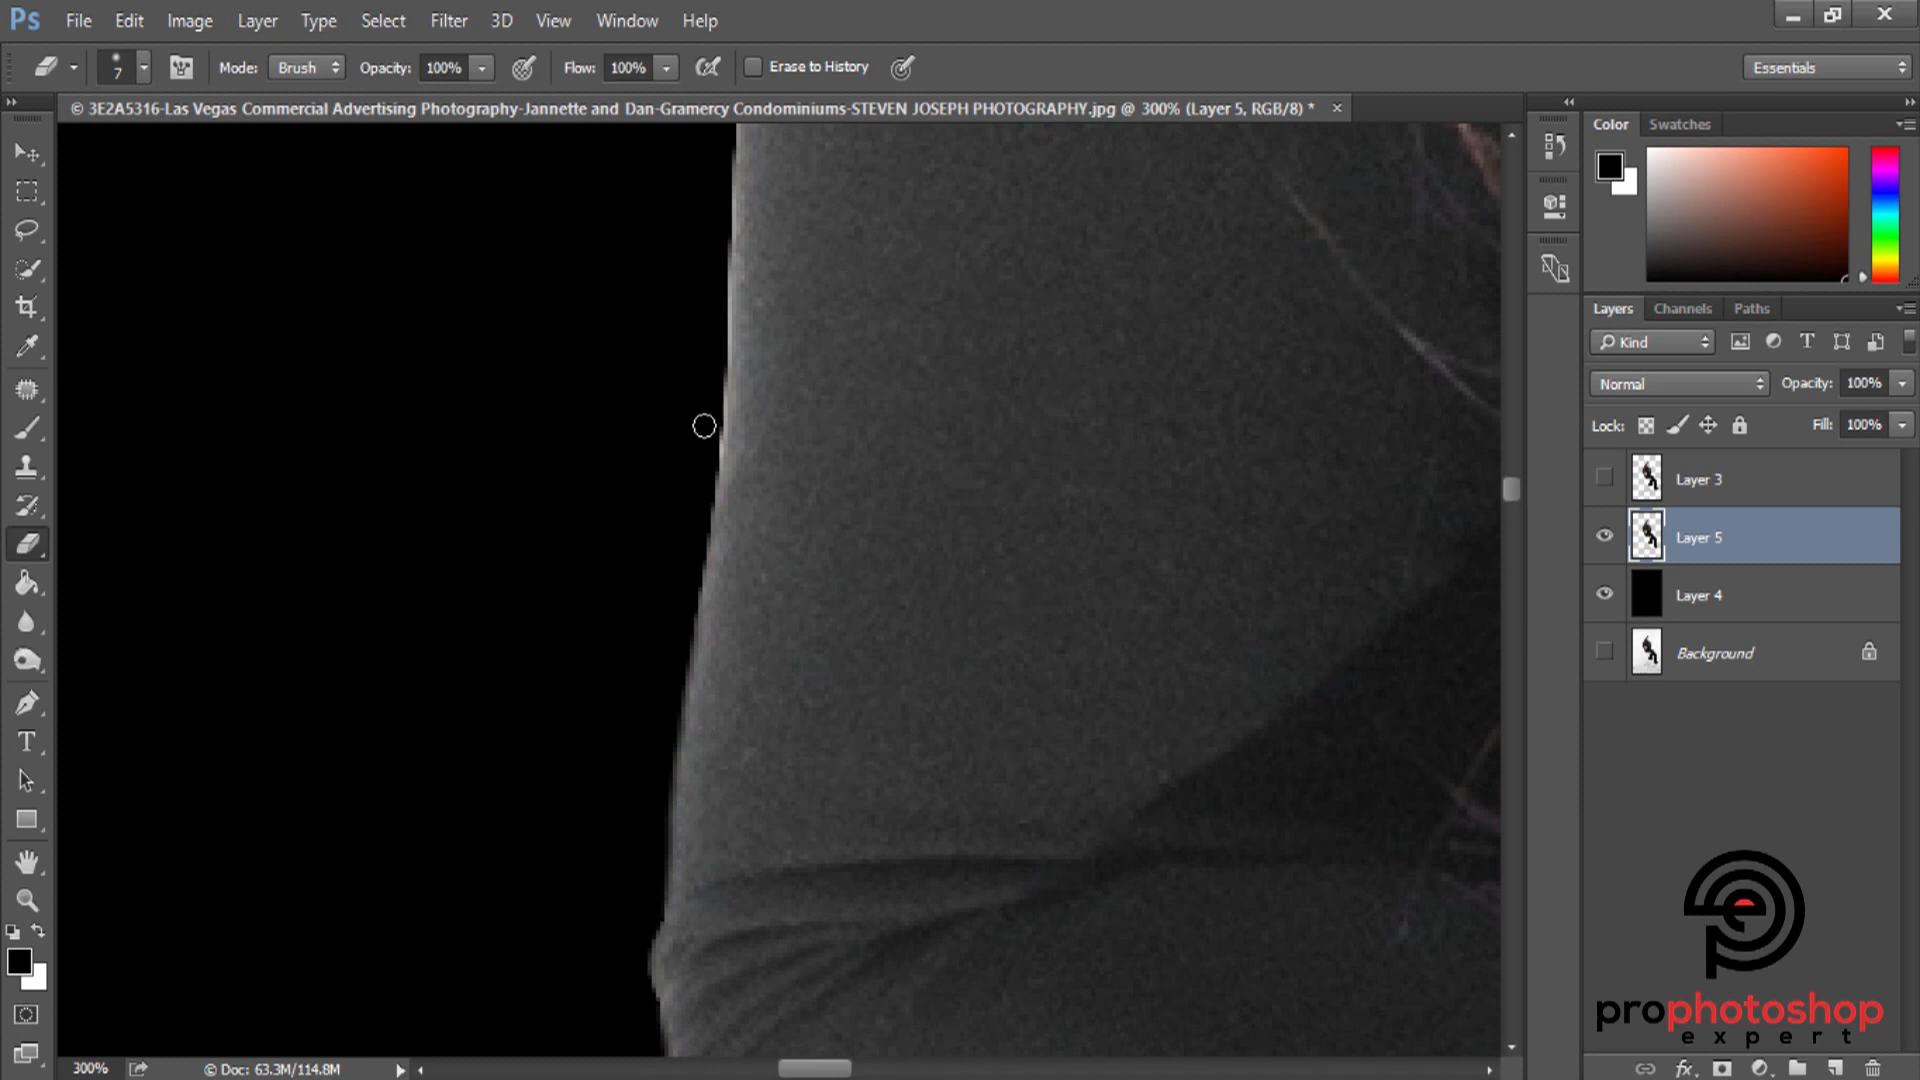 Ps File Edit Image Layer Type Select Filter 3D View Window Help
7 Mode: Brush Opacity: 100% Flow: 100% Erase to History Essentials
© 3E2A5316-Las Vegas Commercial Advertising Photography-Jannette and Dan-Gramercy Condominiums-STEVEN JOSEPH PHOTOGRAPHY.jpg @ 300% (Layer 5, RGB/8) *
Color Swatches
Layers Channels Paths
Kind
Normal Opacity: 100%
Lock: Fill: 100%
Layer 3
Layer 5
Layer 4
Background
prophotoshop
expert
300% © Doc: 63.3M/114.8M